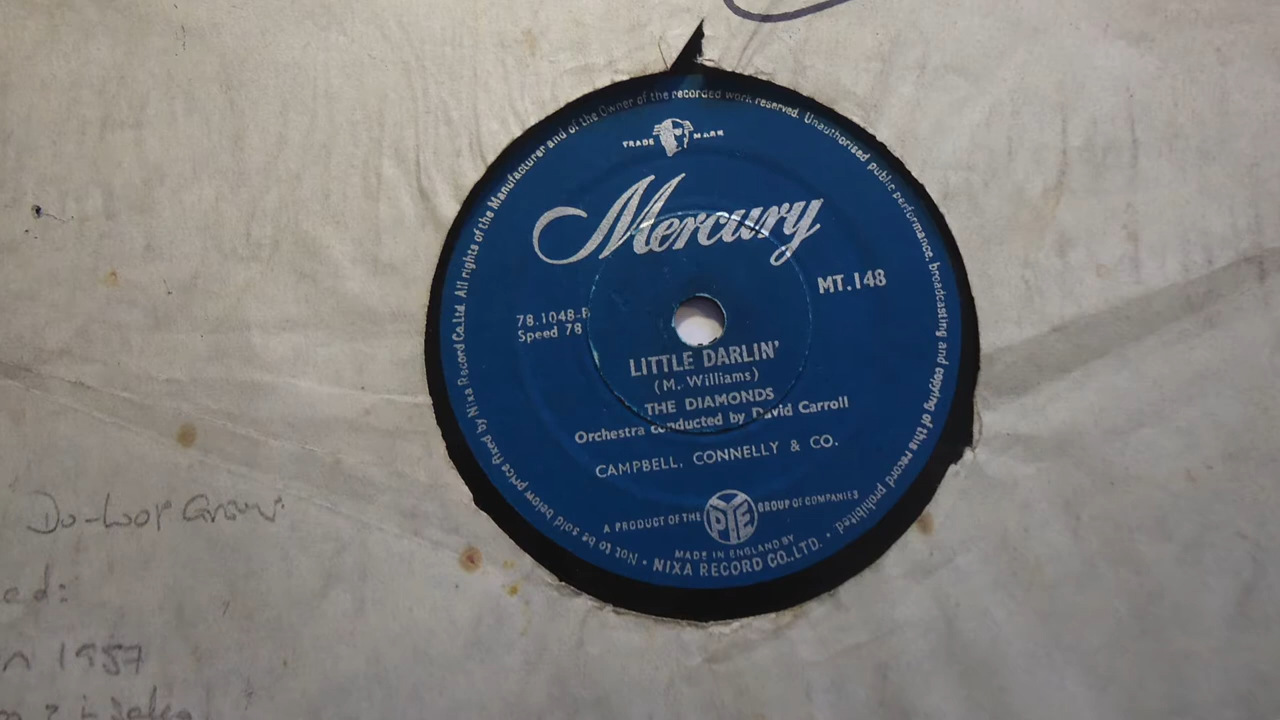 All rights of the Manufacturer and of the Owner of the recorded work reserved. Unauthorised public performance, broadcasting and copying of this record prohibited.
TRADE MARK
Mercury
MT.148
78.1048-B
Speed 78
LITTLE DARLIN'
(M. Williams)
THE DIAMONDS
Orchestra conducted by David Carroll
CAMPBELL, CONNELLY & CO.
A PRODUCT OF THE PYE GROUP OF COMPANIES
MADE IN ENGLAND BY
NIXA RECORD CO., LTD.
Not to be sold below price fixed by Nixa Record Co. Ltd.
ed:
1957